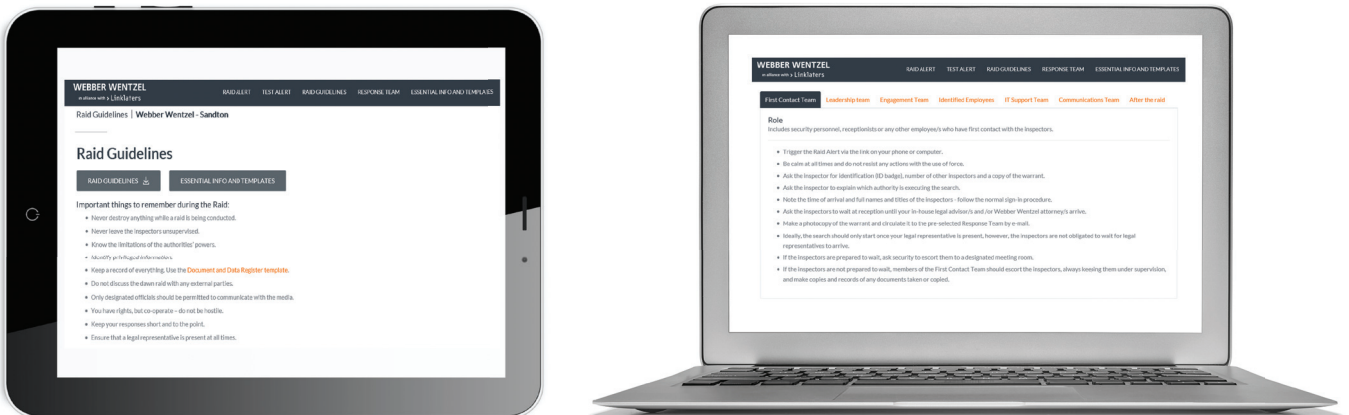 WEBBER WENTZEL
in alliance with > Linklaters
RAID ALERT TEST ALERT RAID GUIDELINES RESPONSE TEAM ESSENTIAL INFO AND TEMPLATES
Raid Guidelines | Webber Wentzel - Sandton
Raid Guidelines
RAID GUIDELINES ESSENTIAL INFO AND TEMPLATES
Important things to remember during the Raid:
• Never destroy anything while a raid is being conducted.
• Never leave the inspectors unsupervised.
• Know the limitations of the authorities' powers.
• Identify privileged information.
• Keep a record of everything. Use the Document and Data Register template.
• Do not discuss the dawn raid with any external parties.
• Only designated officials should be permitted to communicate with the media.
• You have rights, but co-operate – do not be hostile.
• Keep your responses short and to the point.
• Ensure that a legal representative is present at all times.
WEBBER WENTZEL
in alliance with > Linklaters
RAID ALERT TEST ALERT RAID GUIDELINES RESPONSE TEAM ESSENTIAL INFO AND TEMPLATES
First Contact Team Leadership team Engagement Team Identified Employees IT Support Team Communications Team After the raid
Role
Includes security personnel, receptionists or any other employee/s who have first contact with the inspectors.
• Trigger the Raid Alert via the link on your phone or computer.
• Be calm at all times and do not resist any actions with the use of force.
• Ask the inspector for identification (ID badge), number of other inspectors and a copy of the warrant.
• Ask the inspector to explain which authority is executing the search.
• Note the time of arrival and full names and titles of the inspectors - follow the normal sign-in procedure.
• Ask the inspectors to wait at reception until your in-house legal advisor/s and /or Webber Wentzel attorney/s arrive.
• Make a photocopy of the warrant and circulate it to the pre-selected Response Team by e-mail.
• Ideally, the search should only start once your legal representative is present, however, the inspectors are not obligated to wait for legal
representatives to arrive.
• If the inspectors are prepared to wait, ask security to escort them to a designated meeting room.
• If the inspectors are not prepared to wait, members of the First Contact Team should escort the inspectors, always keeping them under supervision,
and make copies and records of any documents taken or copied.